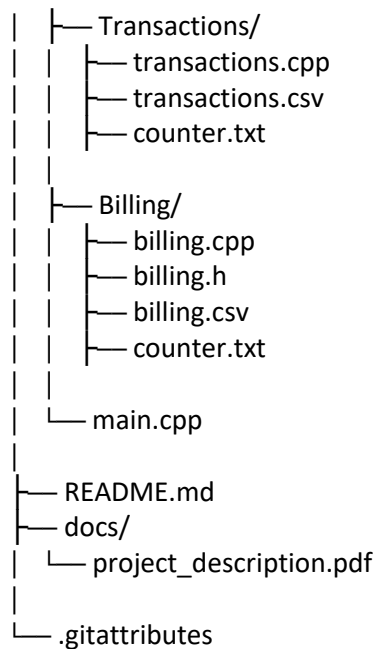 Transactions/
transactions.cpp
transactions.csv
counter.txt
Billing/
billing.cpp
billing.h
billing.csv
counter.txt
main.cpp
README.md
docs/
project_description.pdf
.gitattributes